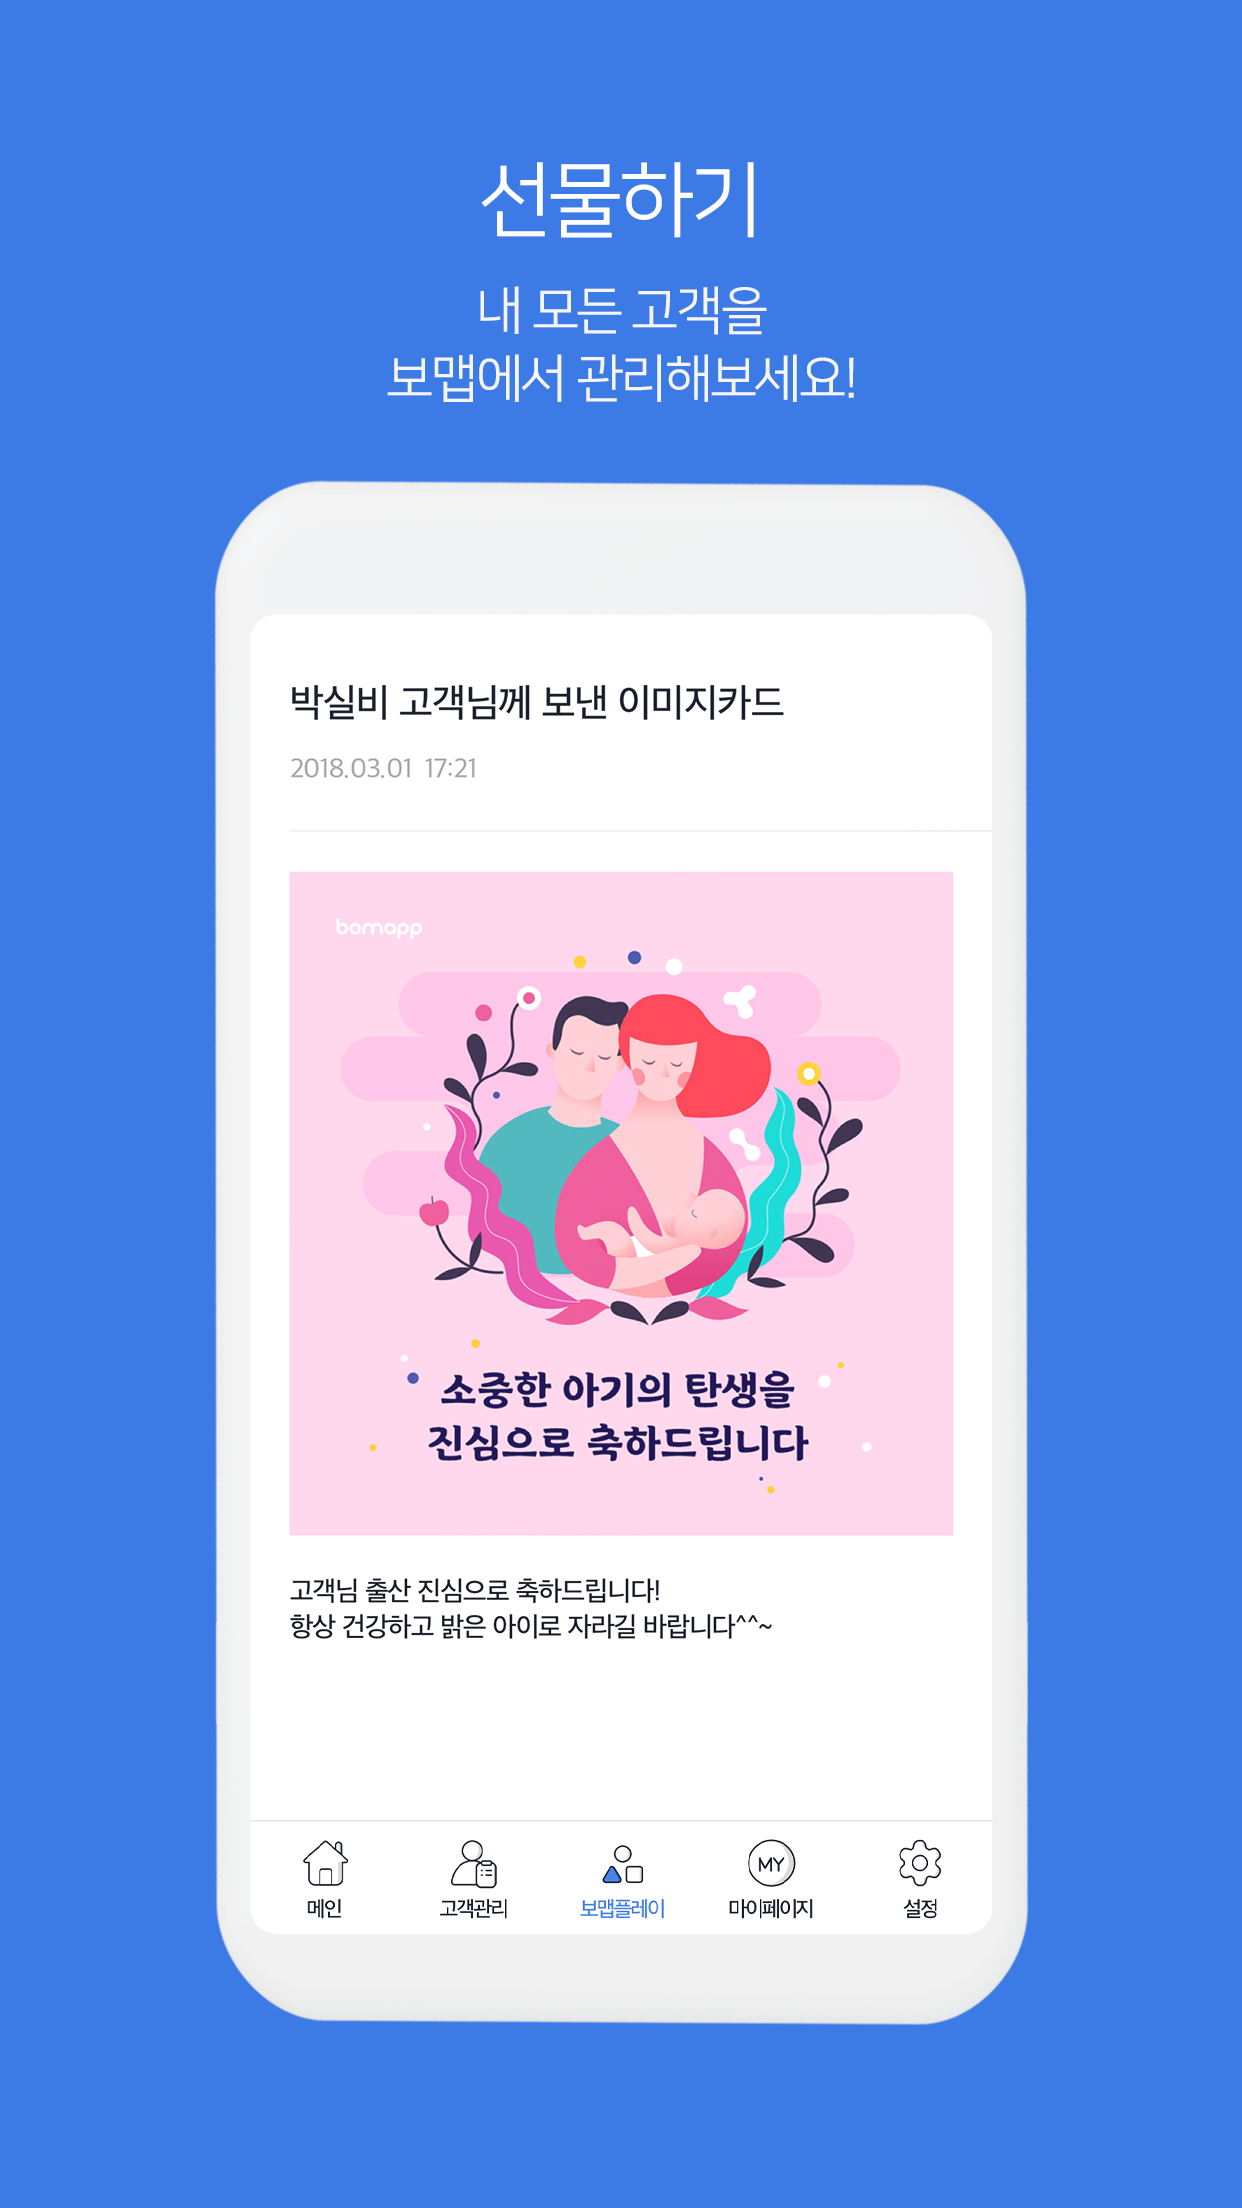 선물하기
내 모든 고객을
보맵에서 관리해보세요!
박실비 고객님께 보낸 이미지카드
2018.03.01 17:21
bomapp
소중한 아기의 탄생을
진심으로 축하드립니다
고객님 출산 진심으로 축하드립니다!
항상 건강하고 밝은 아이로 자라길 바랍니다^^~
MY
메인 고객관리 보맵플레이 마이페이지 설정